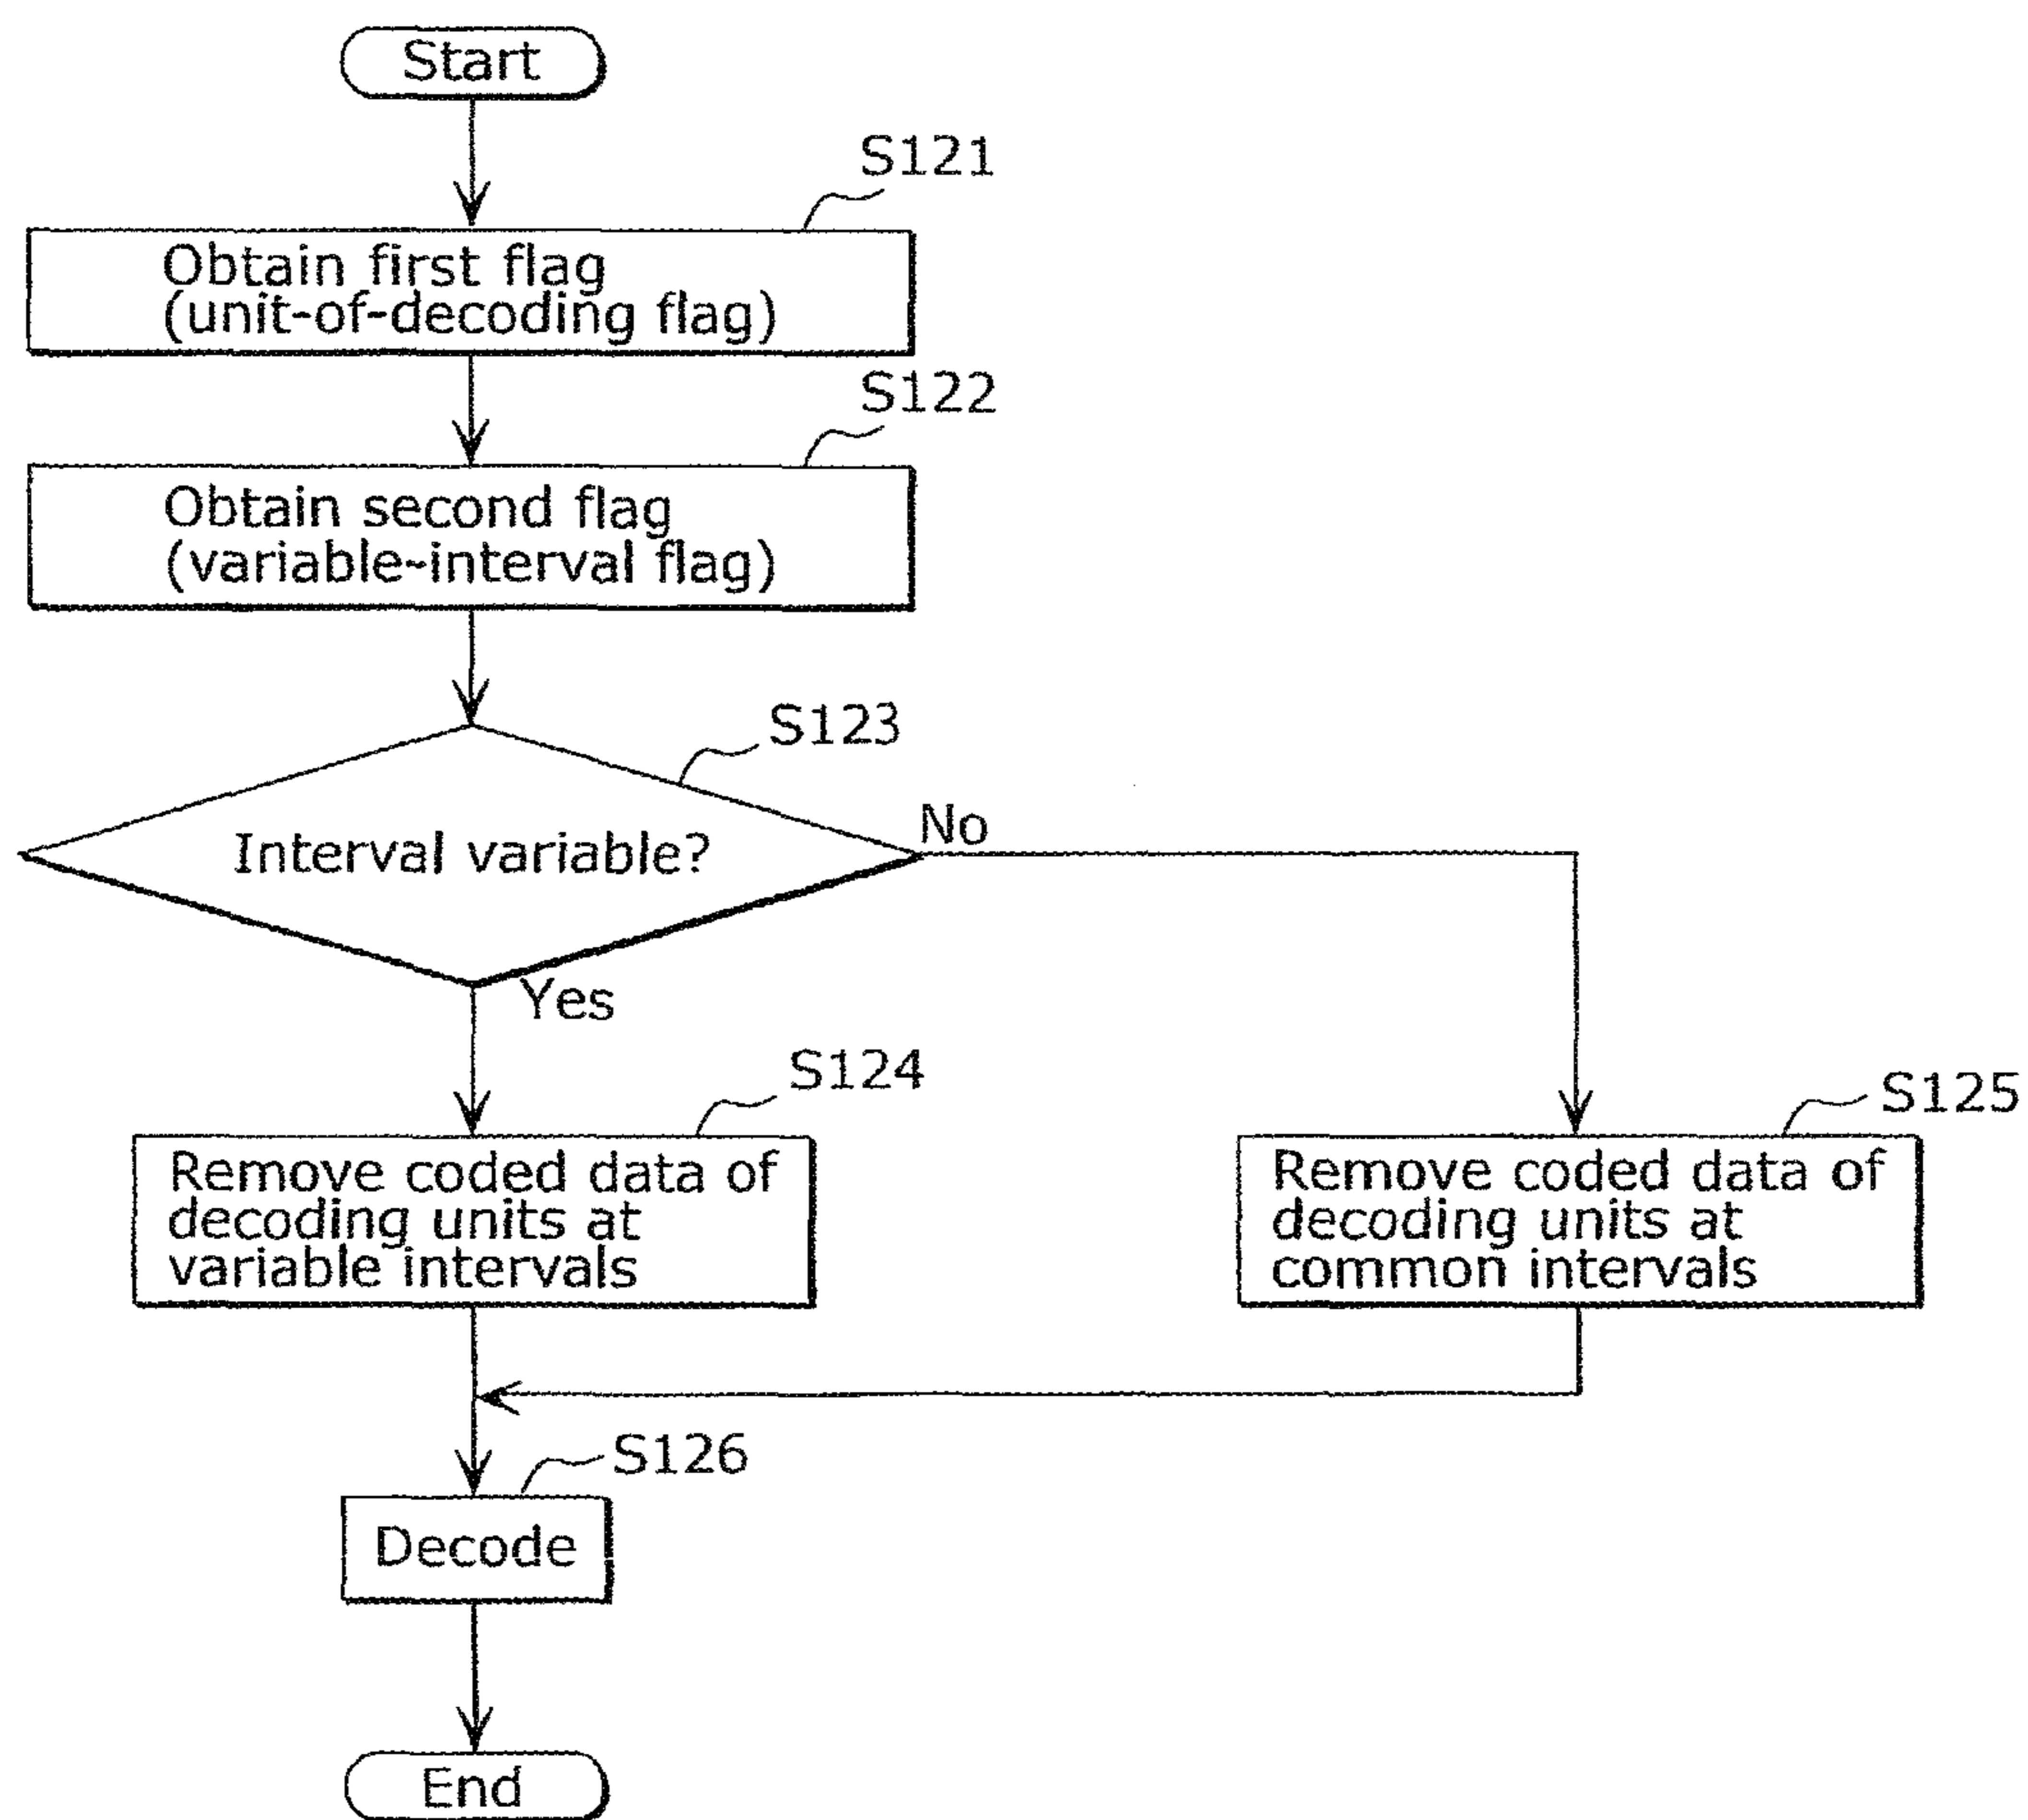 Start
S121
Obtain first flag
(unit-of-decoding flag)
S122
Obtain second flag
(variable-interval flag)
S123
Interval variable?
No
Yes
S124
Remove coded data of
decoding units at
variable intervals
S125
Remove coded data of
decoding units at
common intervals
S126
Decode
End